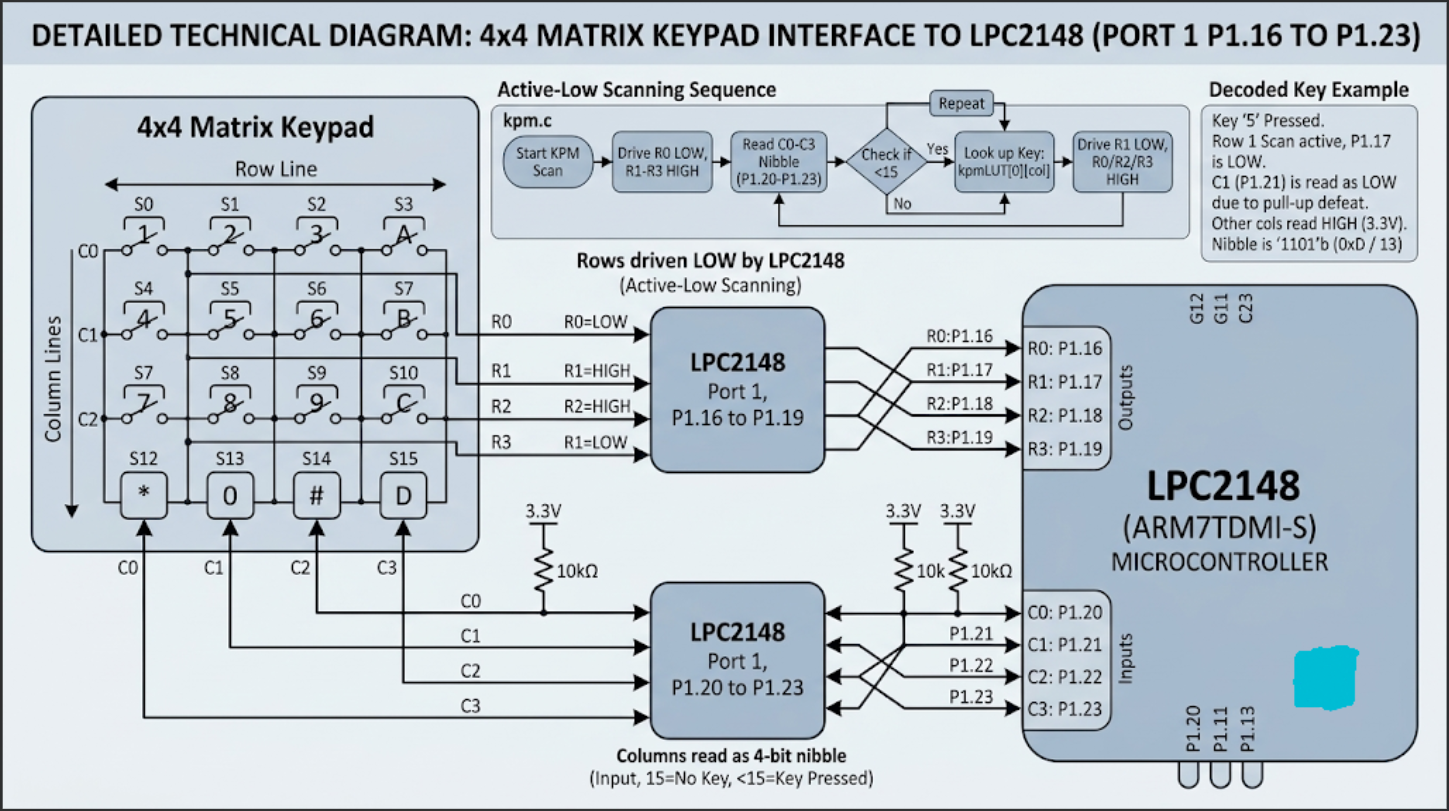 DETAILED TECHNICAL DIAGRAM: 4x4 MATRIX KEYPAD INTERFACE TO LPC2148 (PORT 1 P1.16 TO P1.23)
4x4 Matrix Keypad
Row Line
Column Lines
S0 S1 S2 S3
C0 1 2 3 A
S4 S5 S6 S7
C1 4 5 6 B
S7 S8 S9 S10
C2 7 8 9 C
S12 S13 S14 S15
* 0 # D
C0 C1 C2 C3
Active-Low Scanning Sequence
kpm.c
Start KPM
Scan
Drive R0 LOW,
R1-R3 HIGH
Read C0-C3
Nibble
(P1.20-P1.23)
Check if
<15
Yes
No
Repeat
Look up Key:
kpmLUT[0][col]
Drive R1 LOW,
R0/R2/R3
HIGH
Decoded Key Example
Key '5' Pressed.
Row 1 Scan active, P1.17
is LOW.
C1 (P1.21) is read as LOW
due to pull-up defeat.
Other cols read HIGH (3.3V).
Nibble is '1101'b (0xD / 13)
Rows driven LOW by LPC2148
(Active-Low Scanning)
R0 R0=LOW
R1 R1=HIGH
R2 R2=HIGH
R3 R1=LOW
LPC2148
Port 1,
P1.16 to P1.19
R0:P1.16
R1:P1.17
R2:P1.18
R3:P1.19
R0: P1.16
R1: P1.17
R2: P1.18
R3: P1.19
Outputs
G12
G11
C23
LPC2148
(ARM7TDMI-S)
MICROCONTROLLER
3.3V
10kΩ
C0
C1
C2
C3
LPC2148
Port 1,
P1.20 to P1.23
3.3V 3.3V
10k 10kΩ
P1.21
P1.22
P1.23
C0: P1.20
C1: P1.21
C2: P1.22
C3: P1.23
Inputs
P1.20
P1.11
P1.13
Columns read as 4-bit nibble
(Input, 15=No Key, <15=Key Pressed)